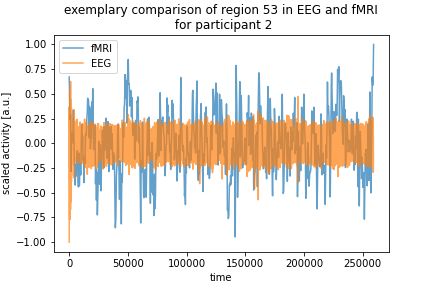 exemplary comparison of region 53 in EEG and fMRI
for participant 2
fMRI
EEG
scaled activity [a.u.]
1.00
0.75
0.50
0.25
0.00
−0.25
−0.50
−0.75
−1.00
0 50000 100000 150000 200000 250000
time